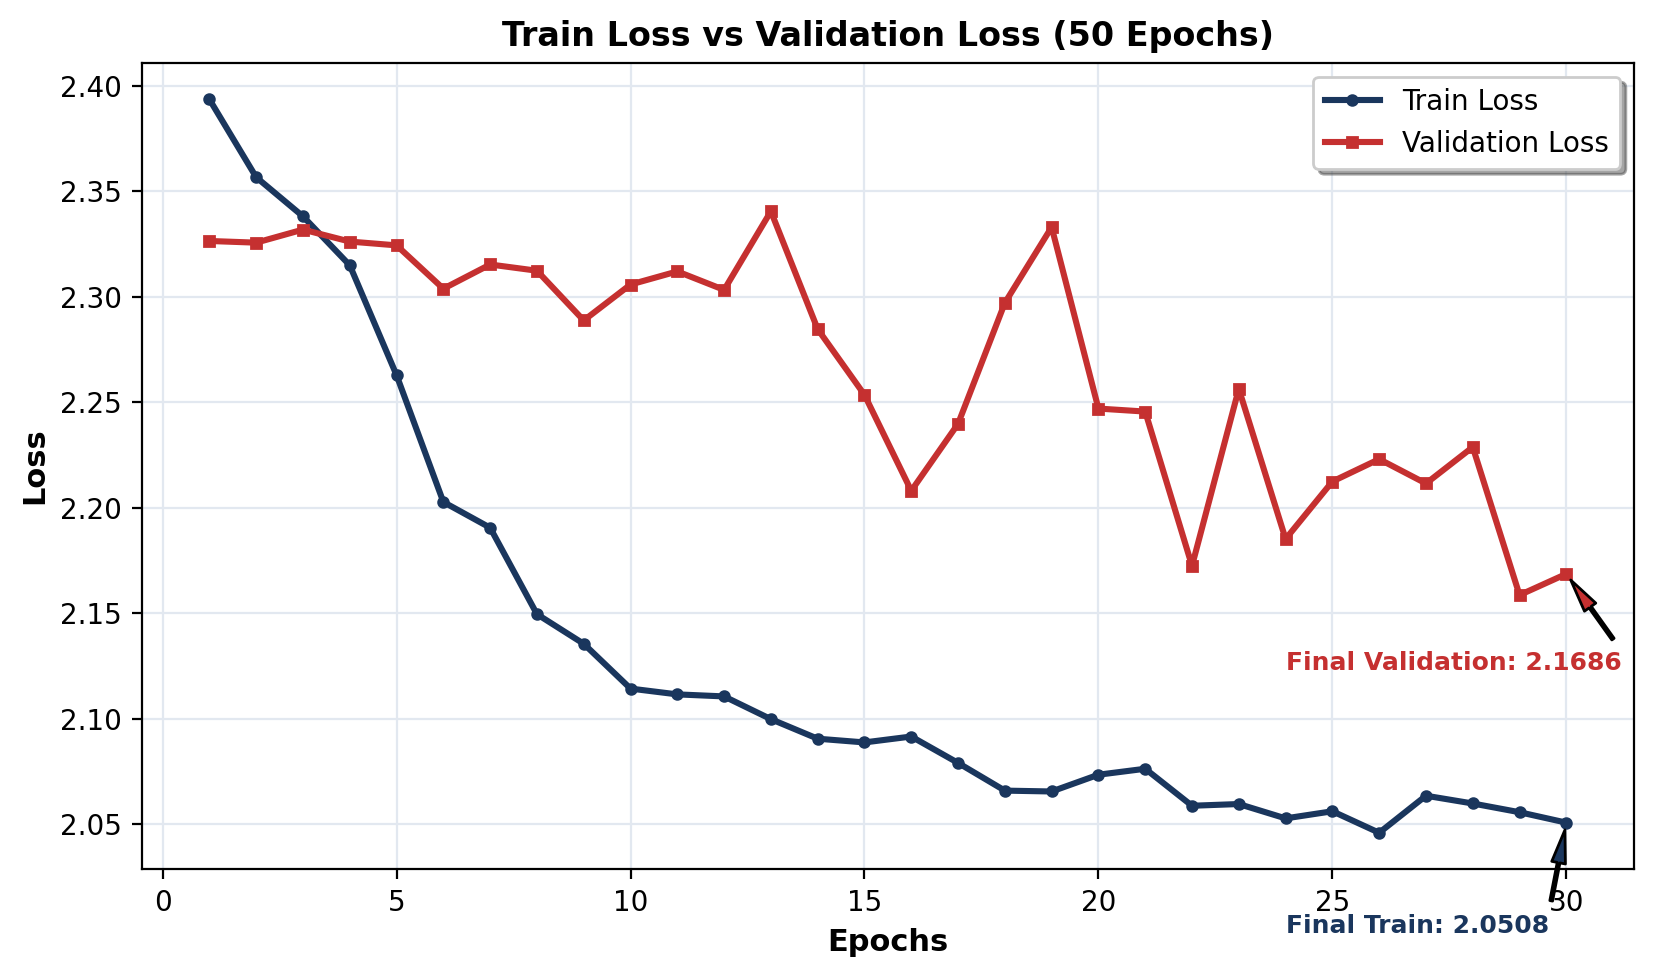 Train Loss vs Validation Loss (50 Epochs)
Train Loss
Validation Loss
Loss
2.40
2.35
2.30
2.25
2.20
2.15
2.10
2.05
Final Validation: 2.1686
0 5 10 15 20 25 30
Final Train: 2.0508
Epochs